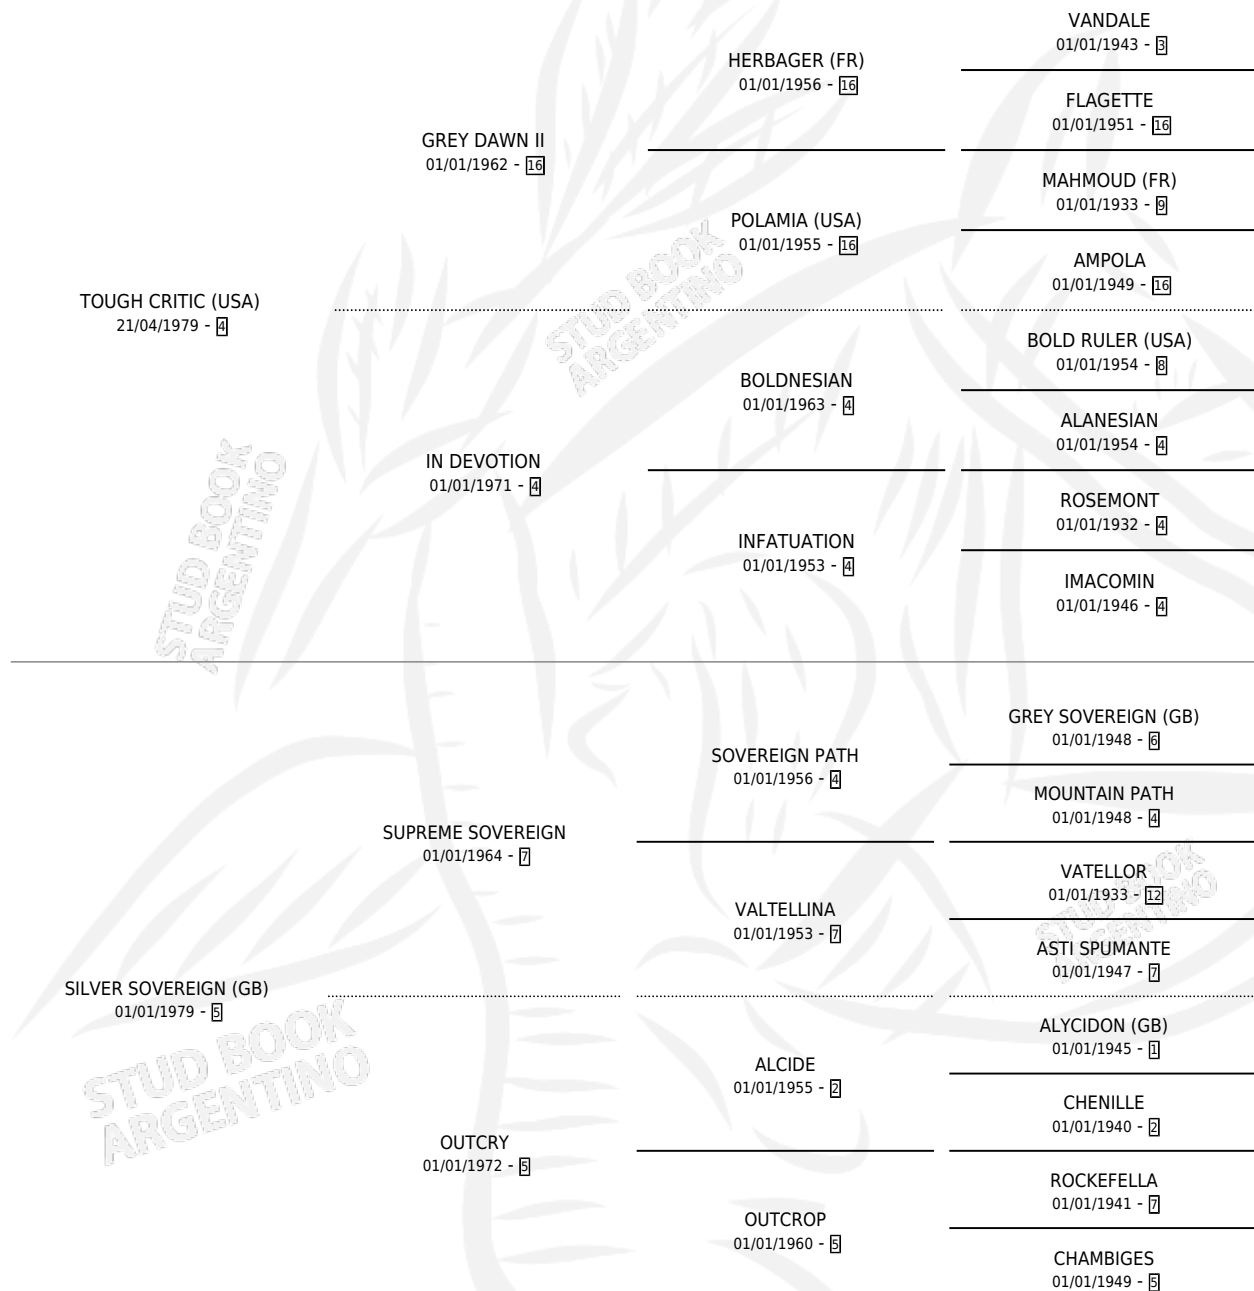 VANDALE
01/01/1943 - 3
HERBAGER (FR)
01/01/1956 - 16
FLAGETTE
01/01/1951 - 16
GREY DAWN II
01/01/1962 - 16
MAHMOUD (FR)
01/01/1933 - 9
POLAMIA (USA)
01/01/1955 - 16
AMPOLA
01/01/1949 - 16
TOUGH CRITIC (USA)
21/04/1979 - 4
STUD BOOK
ARGENTINO
BOLD RULER (USA)
01/01/1954 - 8
BOLDNESIAN
01/01/1963 - 4
ALANESIAN
01/01/1954 - 4
IN DEVOTION
01/01/1971 - 4
ROSEMONT
01/01/1932 - 4
INFATUATION
01/01/1953 - 4
IMACOMIN
01/01/1946 - 4
STUD BOOK
ARGENTINO
GREY SOVEREIGN (GB)
01/01/1948 - 6
SOVEREIGN PATH
01/01/1956 - 4
MOUNTAIN PATH
01/01/1948 - 4
SUPREME SOVEREIGN
01/01/1964 - 7
VATELLOR
01/01/1933 - 12
VALTELLINA
01/01/1953 - 7
STUD BOOK
ARGENTINO
ASTI SPUMANTE
01/01/1947 - 7
SILVER SOVEREIGN (GB)
01/01/1979 - 5
STUD BOOK
ARGENTINO
ALYCIDON (GB)
01/01/1945 - 1
ALCIDE
01/01/1955 - 2
CHENILLE
01/01/1940 - 2
OUTCRY
01/01/1972 - 5
ROCKEFELLA
01/01/1941 - 7
OUTCROP
01/01/1960 - 5
CHAMBIGES
01/01/1949 - 5